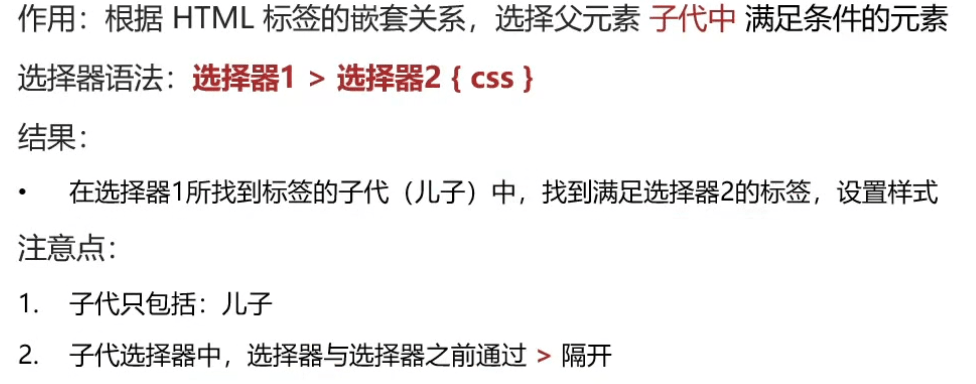 作用：根据 HTML 标签的嵌套关系，选择父元素 子代中 满足条件的元素
选择器语法：选择器1 > 选择器2 { css }
结果：
• 在选择器1所找到标签的子代（儿子）中，找到满足选择器2的标签，设置样式
注意点：
1. 子代只包括：儿子
2. 子代选择器中，选择器与选择器之前通过 > 隔开